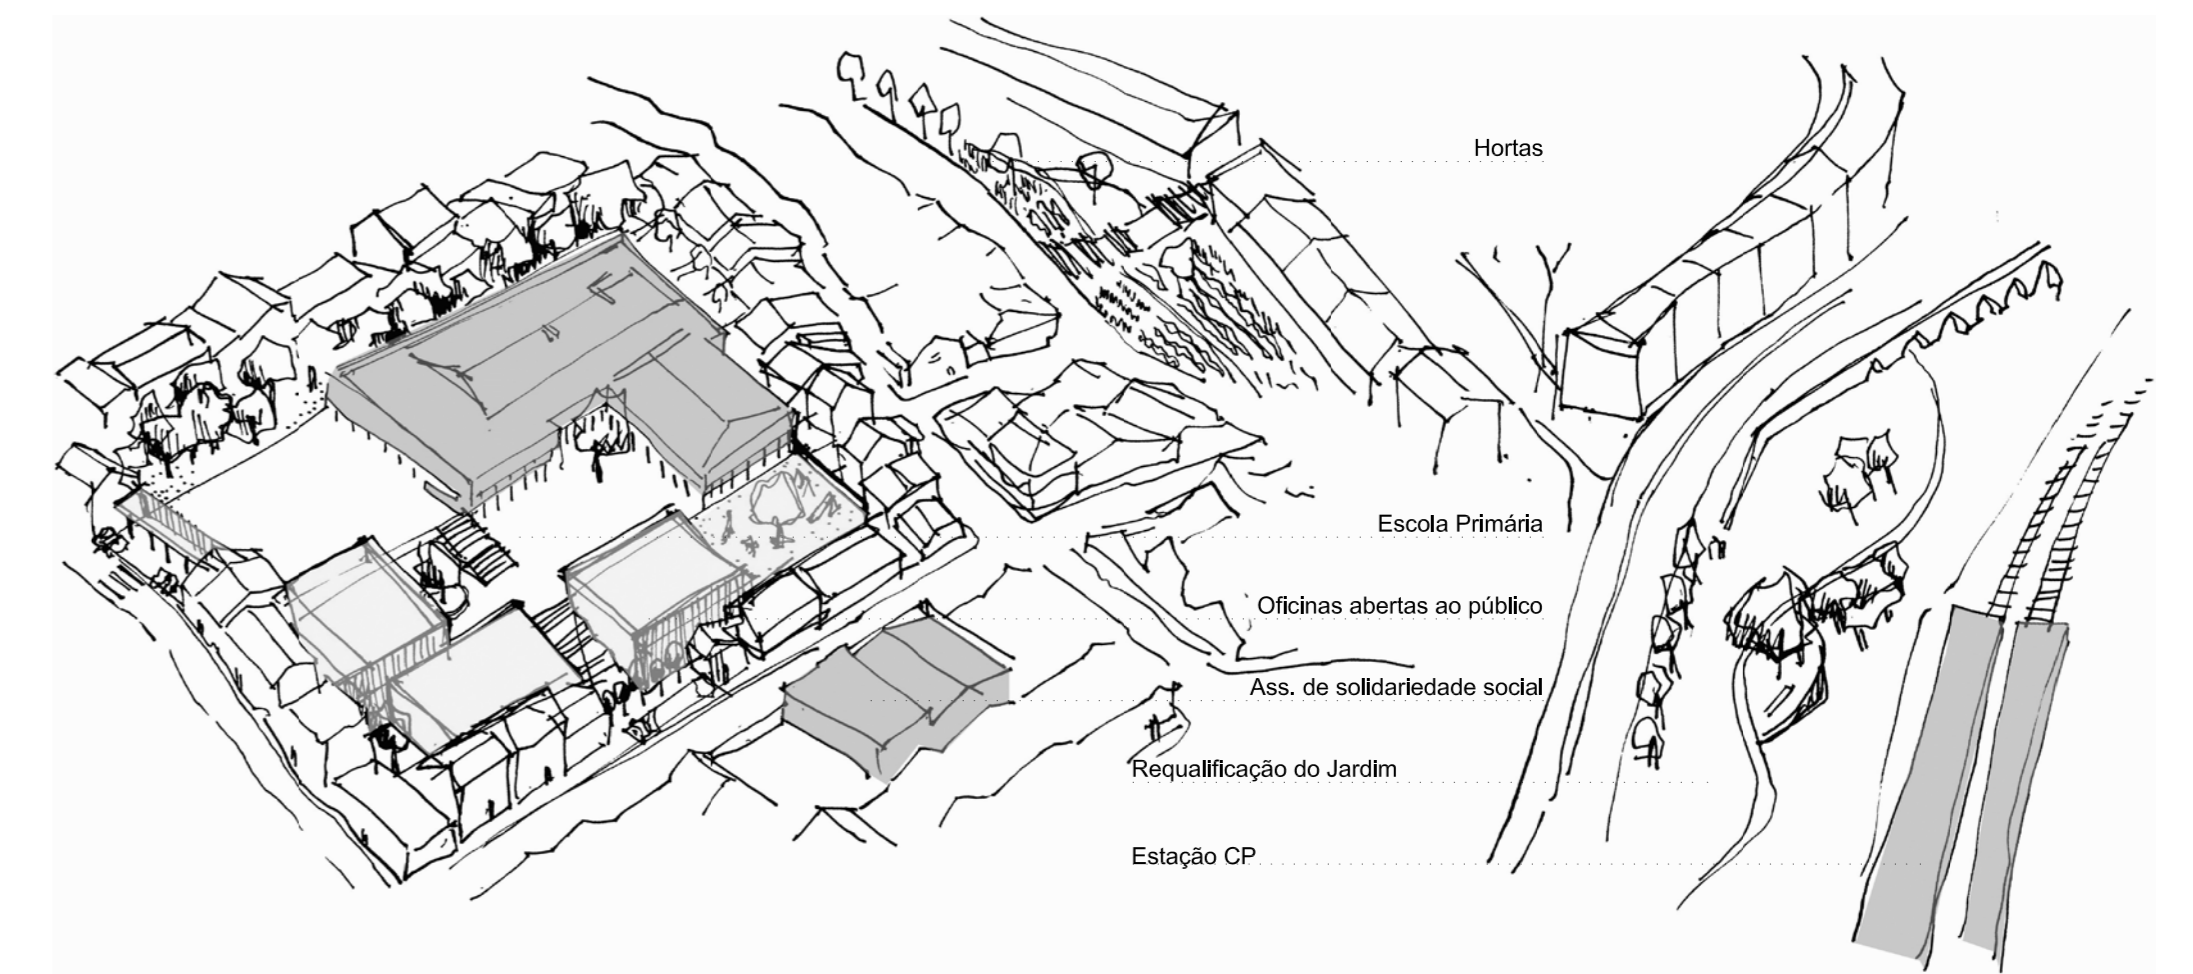 Hortas
Escola Primária
Oficinas abertas ao público
Ass. de solidariedade social
Requalificação do Jardim
Estação CP